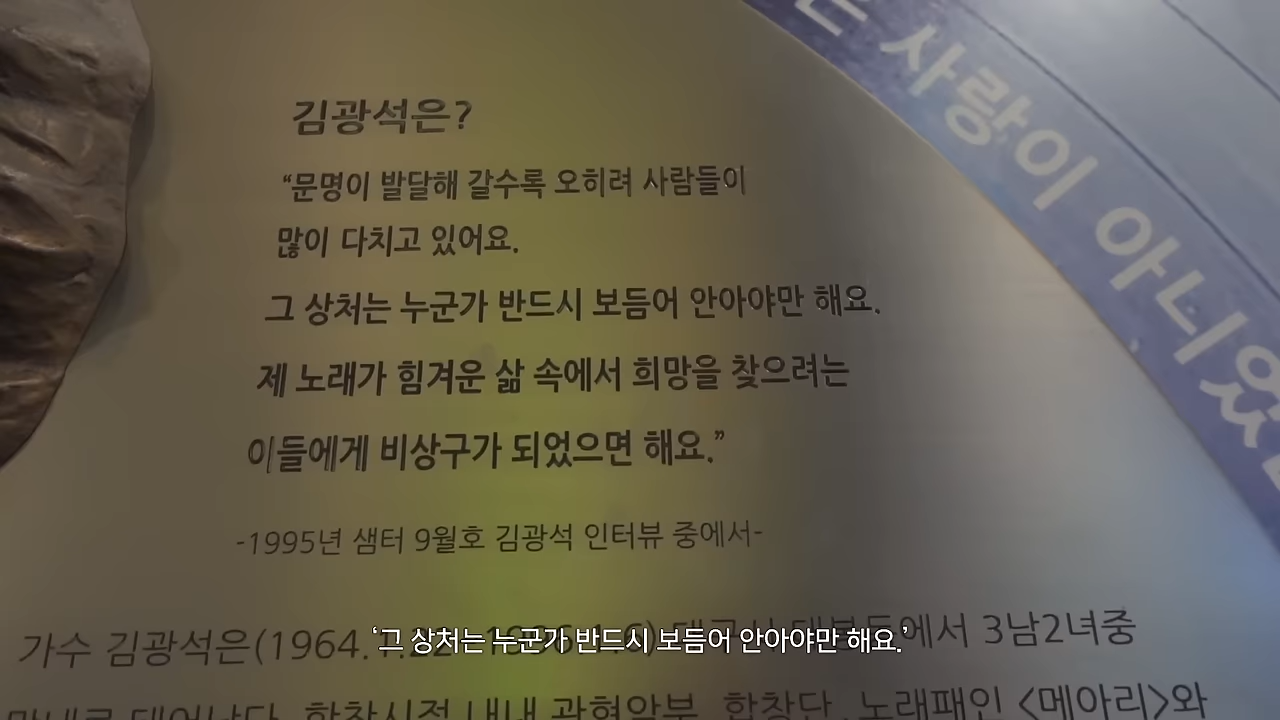 사랑이 아니었
김광석은?
“문명이 발달해 갈수록 오히려 사람들이
많이 다치고 있어요.
그 상처는 누군가 반드시 보듬어 안아야만 해요.
제 노래가 힘겨운 삶 속에서 희망을 찾으려는
이들에게 비상구가 되었으면 해요.”
-1995년 샘터 9월호 김광석 인터뷰 중에서-
가수 김광석은(1964. 3남2녀중
‘그 상처는 누군가 반드시 보듬어 안아야만 해요.’
합창단, 노래패인 <메아리>와